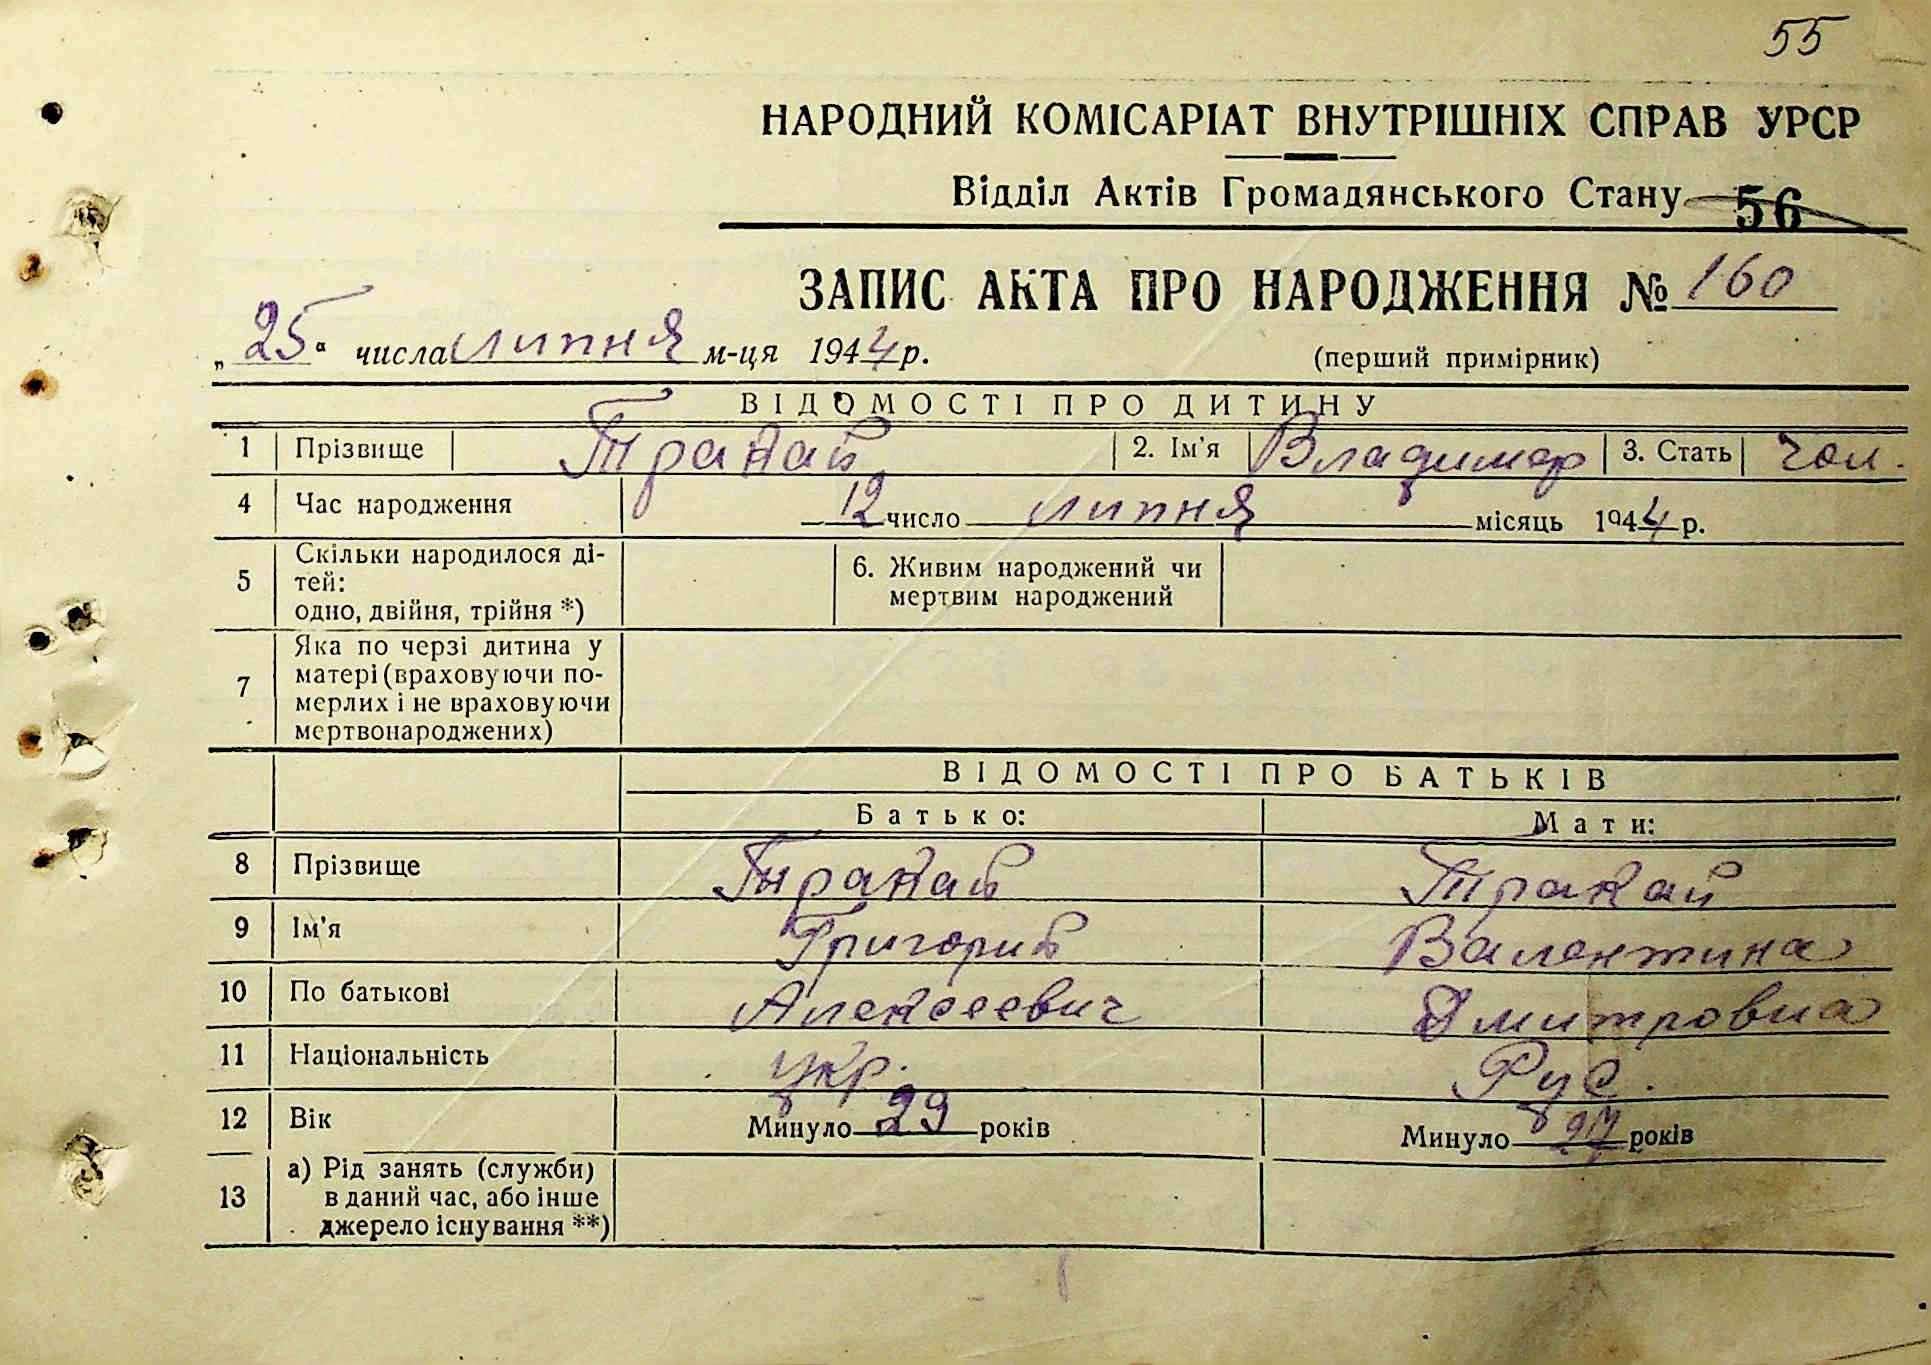 55
НАРОДНИЙ КОМІСАРІАТ ВНУТРІШНІХ СПРАВ УРСР
Відділ Актів Громадянського Стану 56
ЗАПИС АКТА ПРО НАРОДЖЕННЯ № 160
„25“ числа липня м-ця 1944 р. (перший примірник)
ВІДОМОСТІ ПРО ДИТИНУ
1 Прізвище Тракай 2. Ім'я Владимир 3. Стать чол.
4 Час народження 12 число липня місяць 1944 р.
5 Скільки народилося ді-
тей:
одно, двійня, трійня *)
6. Живим народжений чи
мертвим народжений
7 Яка по черзі дитина у
матері (враховуючи по-
мерлих і не враховуючи
мертвонароджених)
ВІДОМОСТІ ПРО БАТЬКІВ
Батько: Мати:
8 Прізвище Тракай Тракай
9 Ім'я Григорий Валентина
10 По батькові Алексеевич Дмитровна
11 Національність укр. Рус.
12 Вік Минуло 29 років Минуло років
13 а) Рід занять (служби)
в даний час, або інше
джерело існування **)